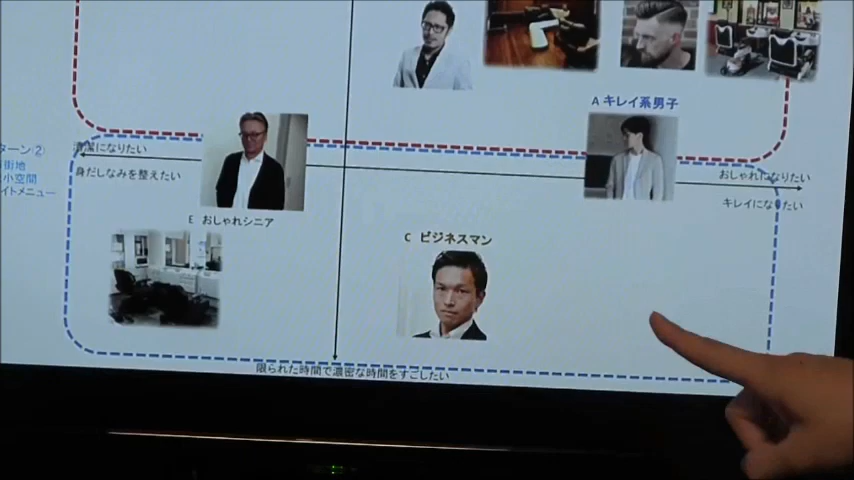 A キレイ系男子
ターン②
清潔になりたい
街地
おしゃれになりたい
小空間
身だしなみを整えたい
イトメニュー
キレイになりたい
E おしゃれシニア
C ビジネスマン
限られた時間で濃密な時間をすごしたい